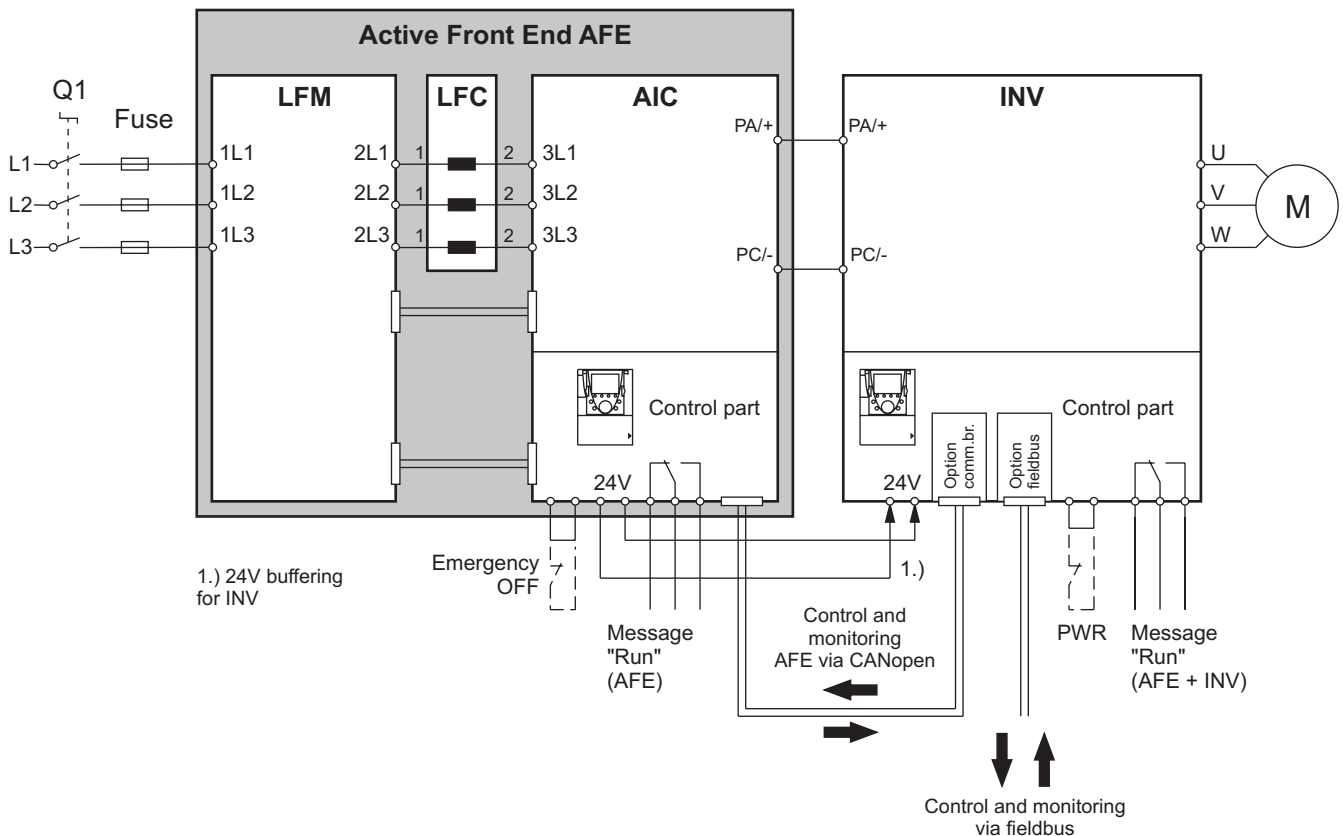 Active Front End AFE
LFM
LFC
AIC
INV
Q1
Fuse
L1
L2
L3
1L1
1L2
1L3
2L1
2L2
2L3
1
1
1
2
2
2
3L1
3L2
3L3
PA/+
PA/+
PC/-
PC/-
U
V
W
M
Control part
24V
Control part
24V
Option
comm.br.
Option
fieldbus
1.) 24V buffering
for INV
Emergency
OFF
1.)
Message
"Run"
(AFE)
Control and
monitoring
AFE via CANopen
PWR
Message
"Run"
(AFE + INV)
Control and monitoring
via fieldbus